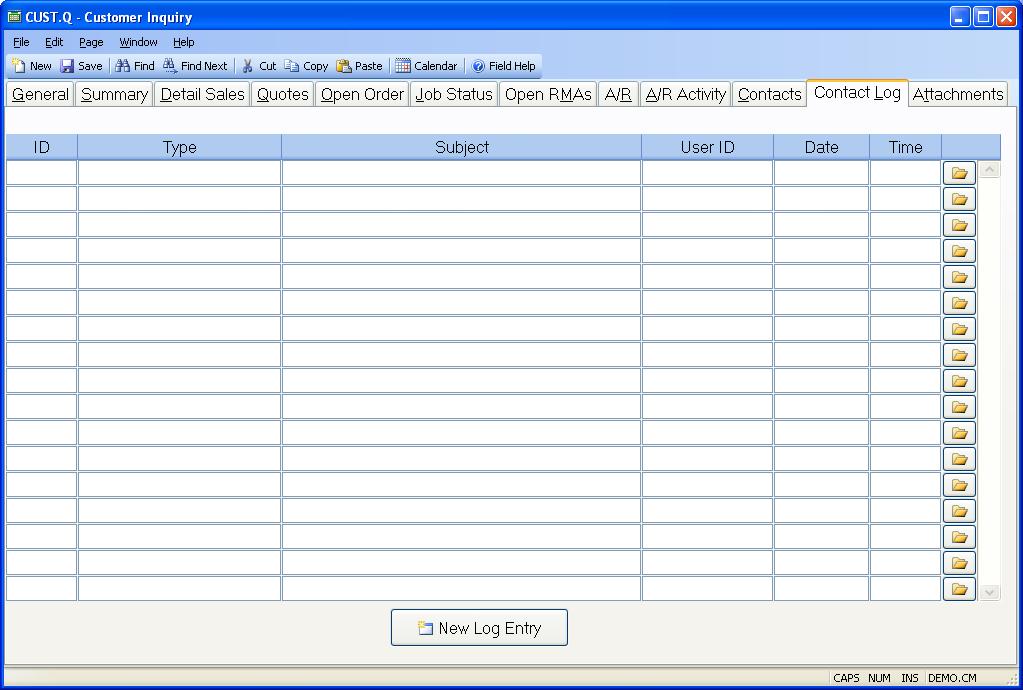 CUST.Q - Customer Inquiry
File Edit Page Window Help
New Save Find Find Next Cut Copy Paste Calendar Field Help
General Summary Detail Sales Quotes Open Order Job Status Open RMAs A/R A/R Activity Contacts Contact Log Attachments
ID Type Subject User ID Date Time
New Log Entry
CAPS NUM INS DEMO.CM